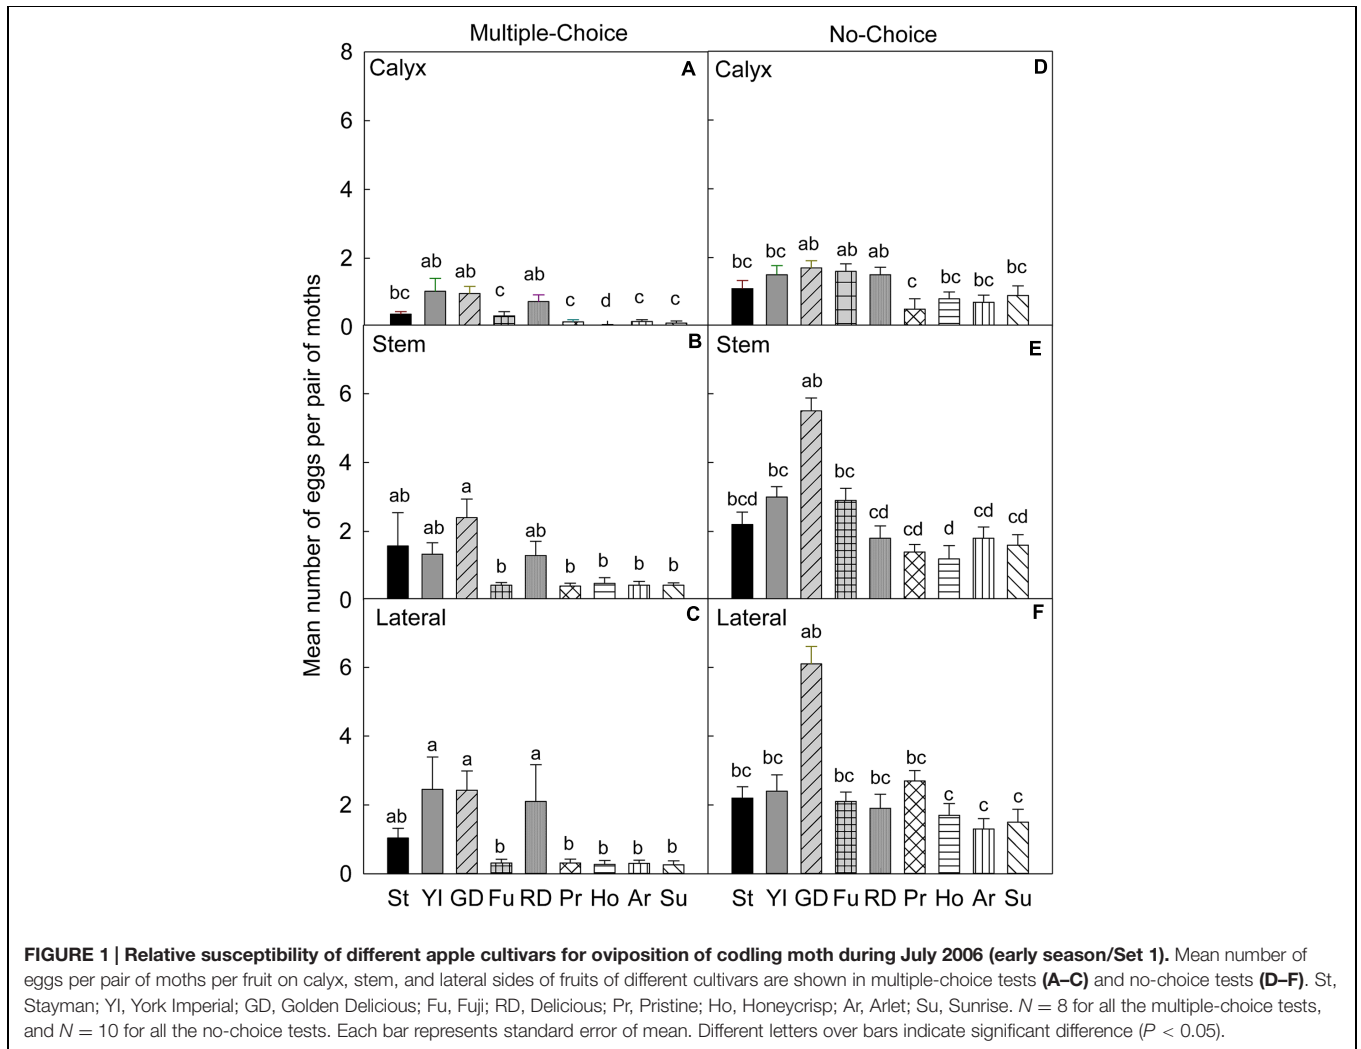 Multiple-Choice No-Choice
Mean number of eggs per pair of moths
8
Calyx A Calyx D
6
4
2
ab ab ab
bc ab c c d c c
bc bc ab ab ab c bc bc bc
0
Stem B Stem E
6
4
2
ab ab a b ab b b b b
bcd bc ab bc cd cd d cd cd
0
Lateral C Lateral F
6
4
2
ab a a b a b b b b
bc bc ab bc bc bc c c c
0
St YI GD Fu RD Pr Ho Ar Su St YI GD Fu RD Pr Ho Ar Su
FIGURE 1 | Relative susceptibility of different apple cultivars for oviposition of codling moth during July 2006 (early season/Set 1). Mean number of
eggs per pair of moths per fruit on calyx, stem, and lateral sides of fruits of different cultivars are shown in multiple-choice tests (A–C) and no-choice tests (D–F). St,
Stayman; YI, York Imperial; GD, Golden Delicious; Fu, Fuji; RD, Delicious; Pr, Pristine; Ho, Honeycrisp; Ar, Arlet; Su, Sunrise. N = 8 for all the multiple-choice tests,
and N = 10 for all the no-choice tests. Each bar represents standard error of mean. Different letters over bars indicate significant difference (P < 0.05).